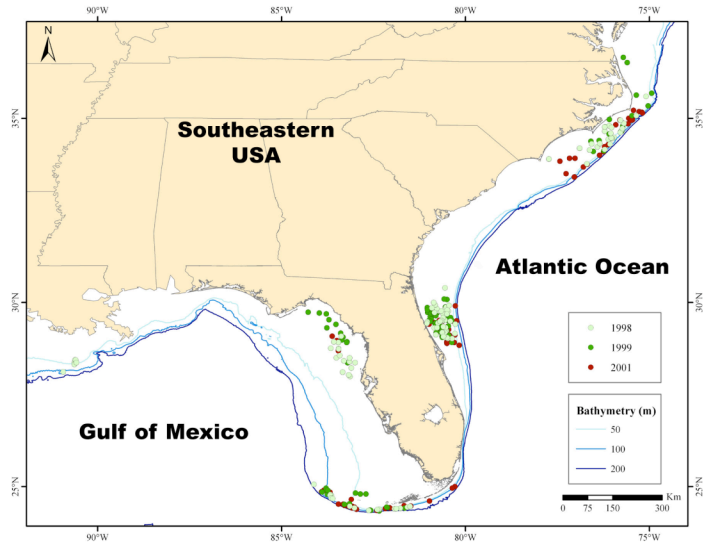 90°W 85°W 80°W 75°W
N
35°N 35°N
Southeastern
USA
Atlantic Ocean
30°N 30°N
1998
1999
2001
Bathymetry (m)
50
100
200
Gulf of Mexico
25°N 25°N
Km
0 75 150 300
90°W 85°W 80°W 75°W